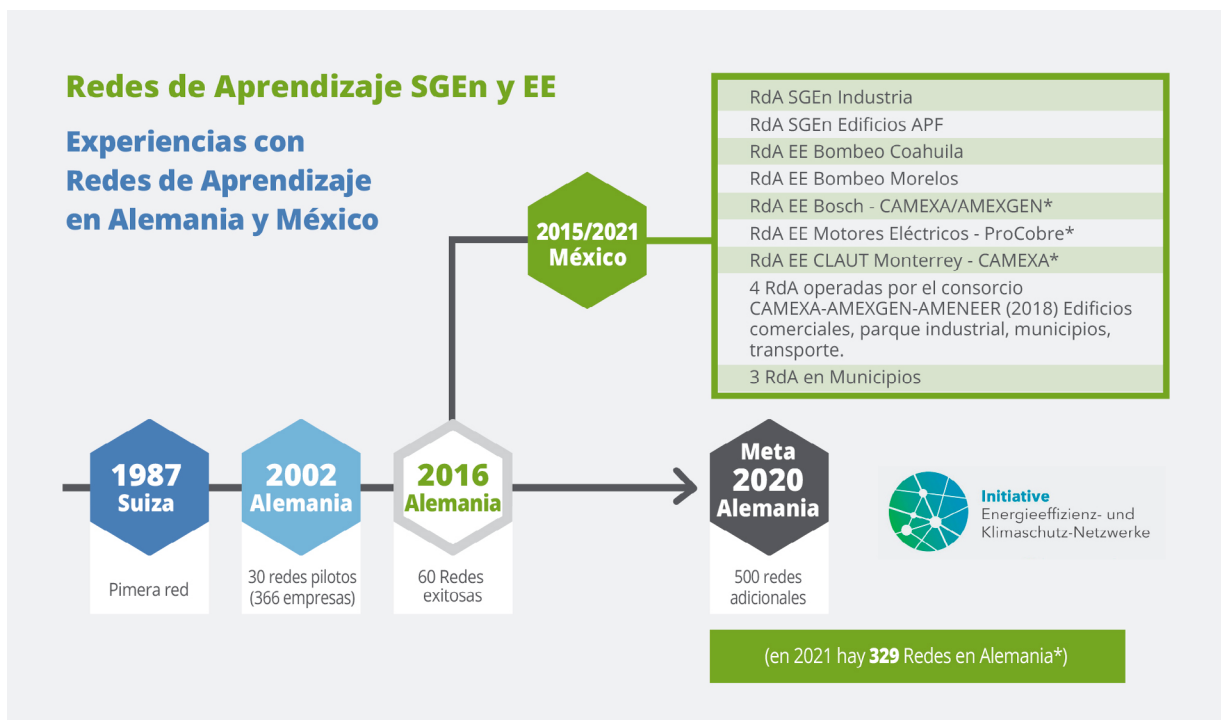 Redes de Aprendizaje SGEn y EE
Experiencias con
Redes de Aprendizaje
en Alemania y México
2015/2021
México
RdA SGEn Industria
RdA SGEn Edificios APF
RdA EE Bombeo Coahuila
RdA EE Bombeo Morelos
RdA EE Bosch - CAMEXA/AMEXGEN*
RdA EE Motores Eléctricos - ProCobre*
RdA EE CLAUT Monterrey - CAMEXA*
4 RdA operadas por el consorcio
CAMEXA-AMEXGEN-AMENEER (2018) Edificios
comerciales, parque industrial, municipios,
transporte.
3 RdA en Municipios
1987
Suiza
Pimera red
2002
Alemania
30 redes pilotos
(366 empresas)
2016
Alemania
60 Redes
exitosas
Meta
2020
Alemania
500 redes
adicionales
Initiative
Energieeffizienz- und
Klimaschutz-Netzwerke
(en 2021 hay 329 Redes en Alemania*)